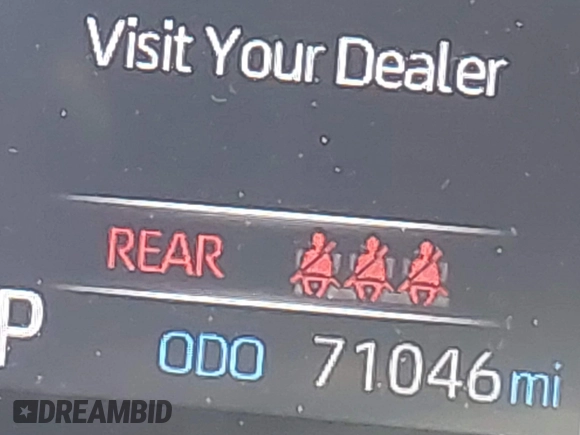 Visit Your Dealer
REAR
P
ODO 71046 mi
DREAMBID